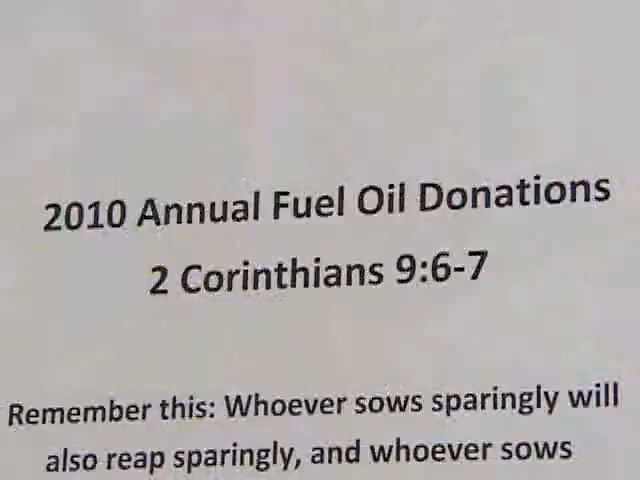 2010 Annual Fuel Oil Donations
2 Corinthians 9:6-7
Remember this: Whoever sows sparingly will
also reap sparingly, and whoever sows